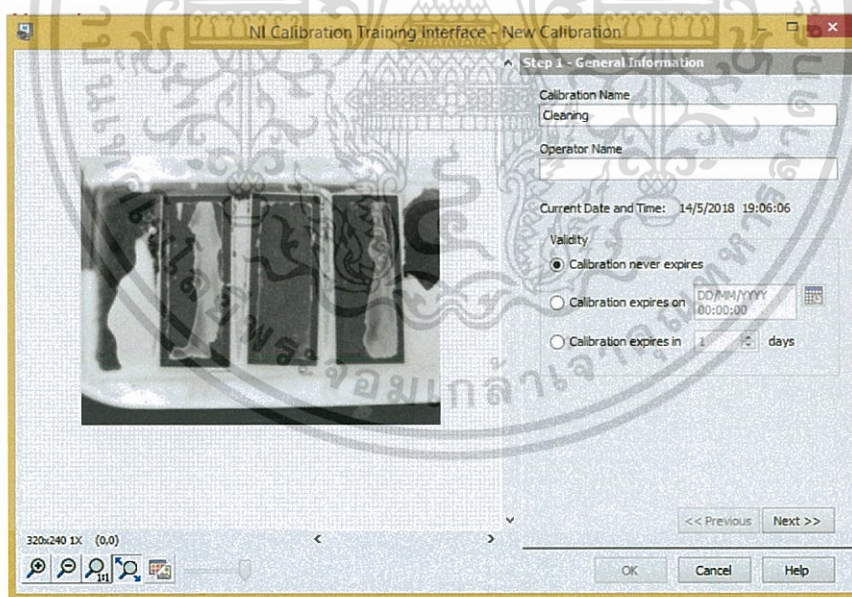 NI Calibration Training Interface - New Calibration
Step 1 - General Information
Calibration Name
Cleaning
Operator Name
Current Date and Time: 14/5/2018 19:06:06
Validity
Calibration never expires
Calibration expires on DD/MM/YYYY
00:00:00
Calibration expires in days
<< Previous Next >>
320x240 1X (0,0)
1:1
OK Cancel Help